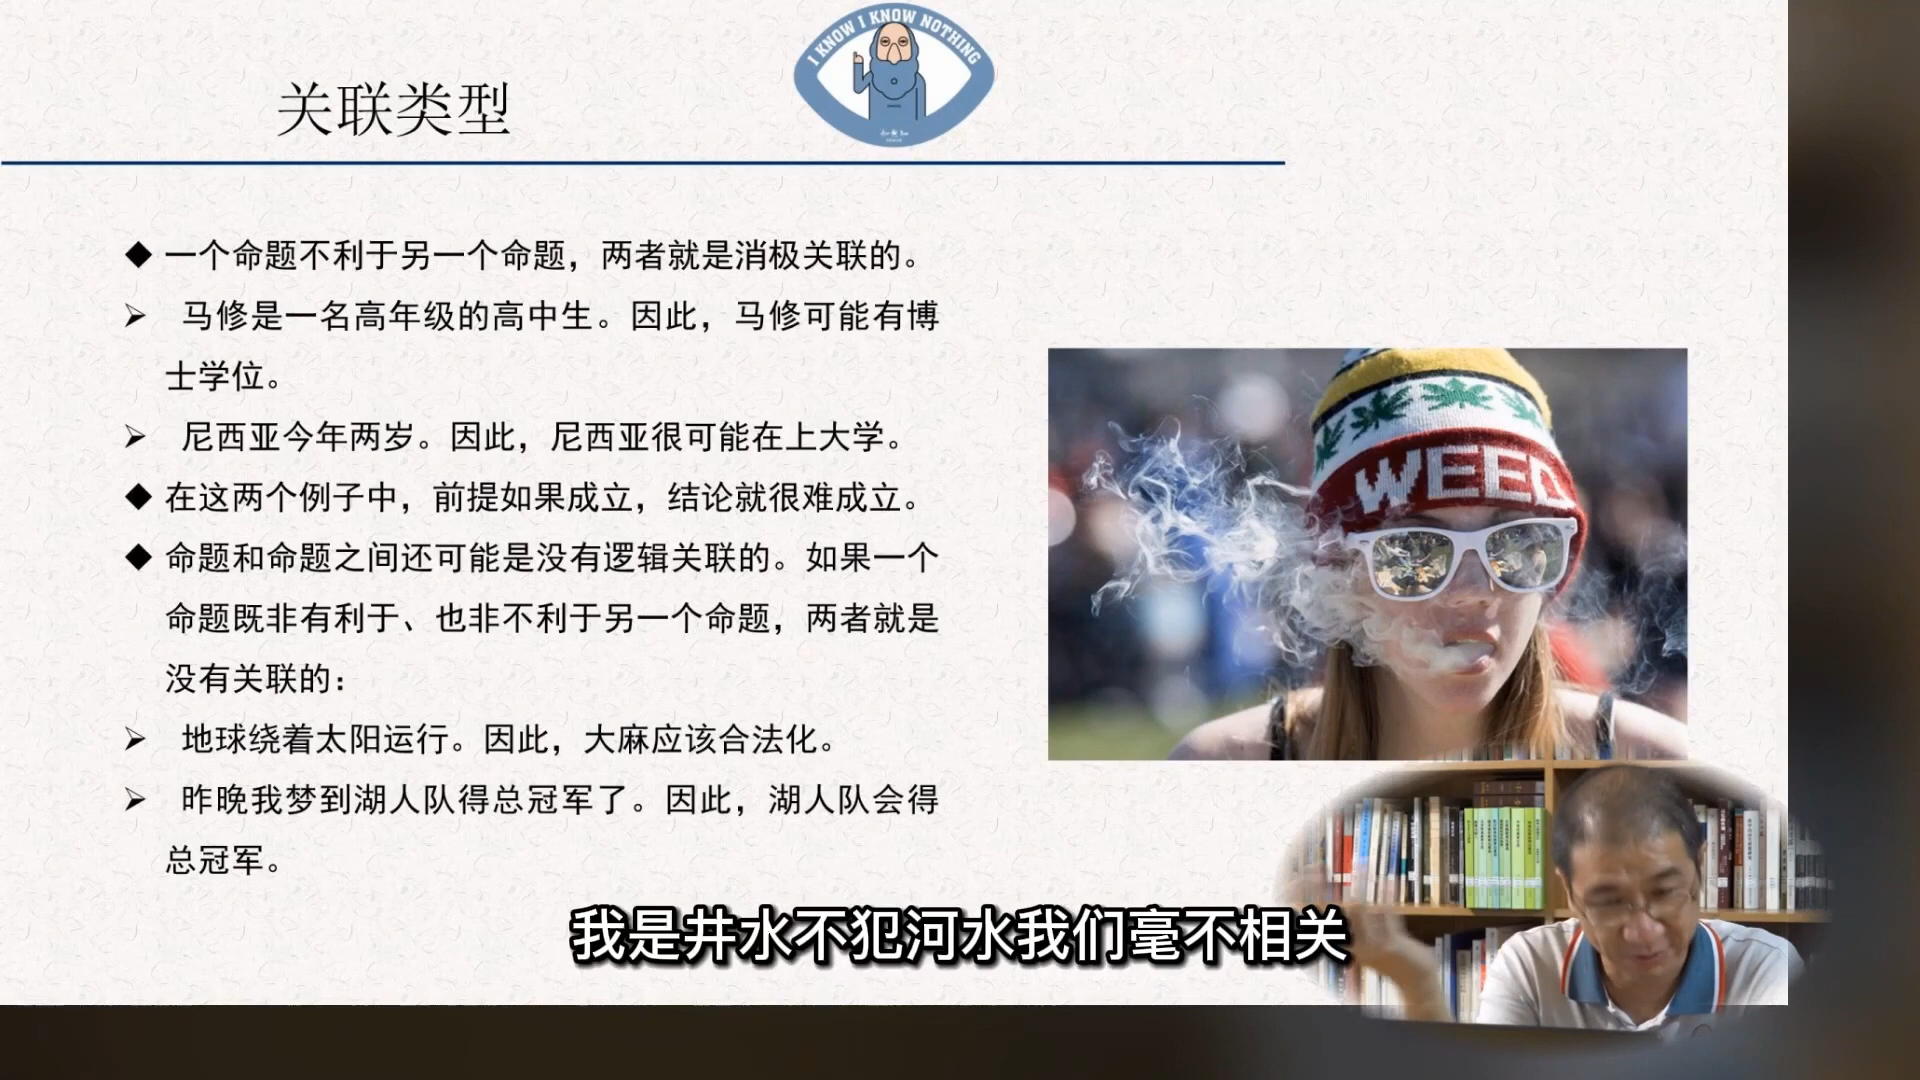 I KNOW I KNOW NOTHING
关联类型
◆ 一个命题不利于另一个命题，两者就是消极关联的。
➢ 马修是一名高年级的高中生。因此，马修可能有博
士学位。
➢ 尼西亚今年两岁。因此，尼西亚很可能在上大学。
◆ 在这两个例子中，前提如果成立，结论就很难成立。
◆ 命题和命题之间还可能是没有逻辑关联的。如果一个
命题既非有利于、也非不利于另一个命题，两者就是
没有关联的：
➢ 地球绕着太阳运行。因此，大麻应该合法化。
➢ 昨晚我梦到湖人队得总冠军了。因此，湖人队会得
总冠军。
WEED
我是井水不犯河水我们毫不相关